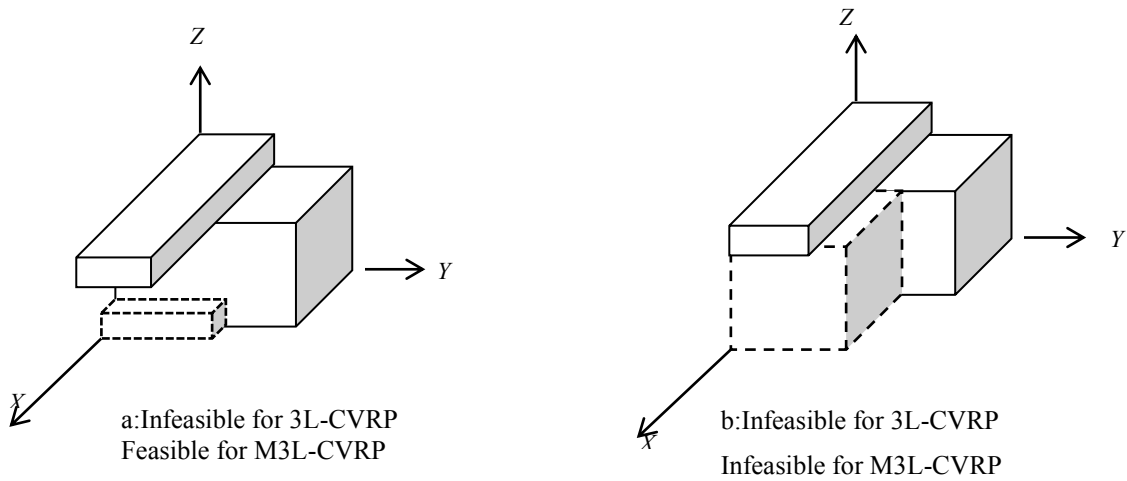 Z
Y
X
a:Infeasible for 3L-CVRP
Feasible for M3L-CVRP
Z
Y
X
b:Infeasible for 3L-CVRP
Infeasible for M3L-CVRP